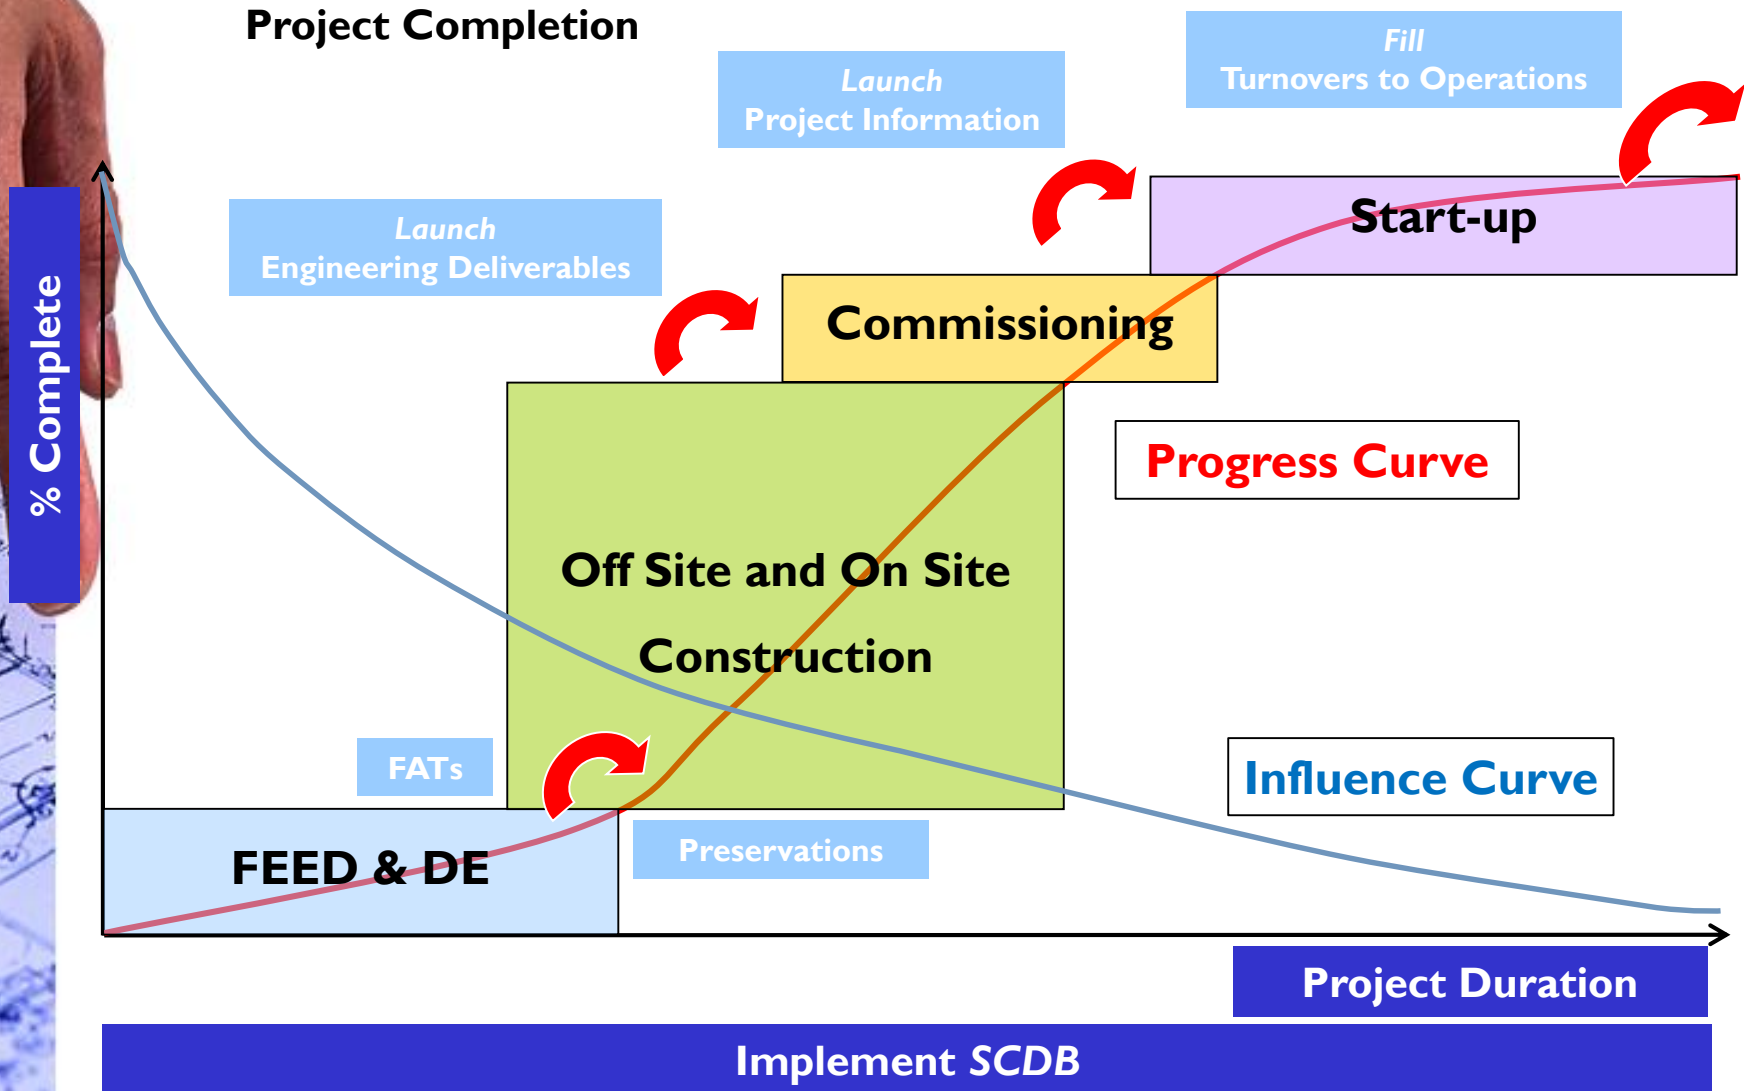 Project Completion
Fill
Turnovers to Operations
Launch
Project Information
Launch
Engineering Deliverables
Start-up
% Complete
Commissioning
Progress Curve
Off Site and On Site
Construction
FATs
Influence Curve
Preservations
FEED & DE
Project Duration
Implement SCDB